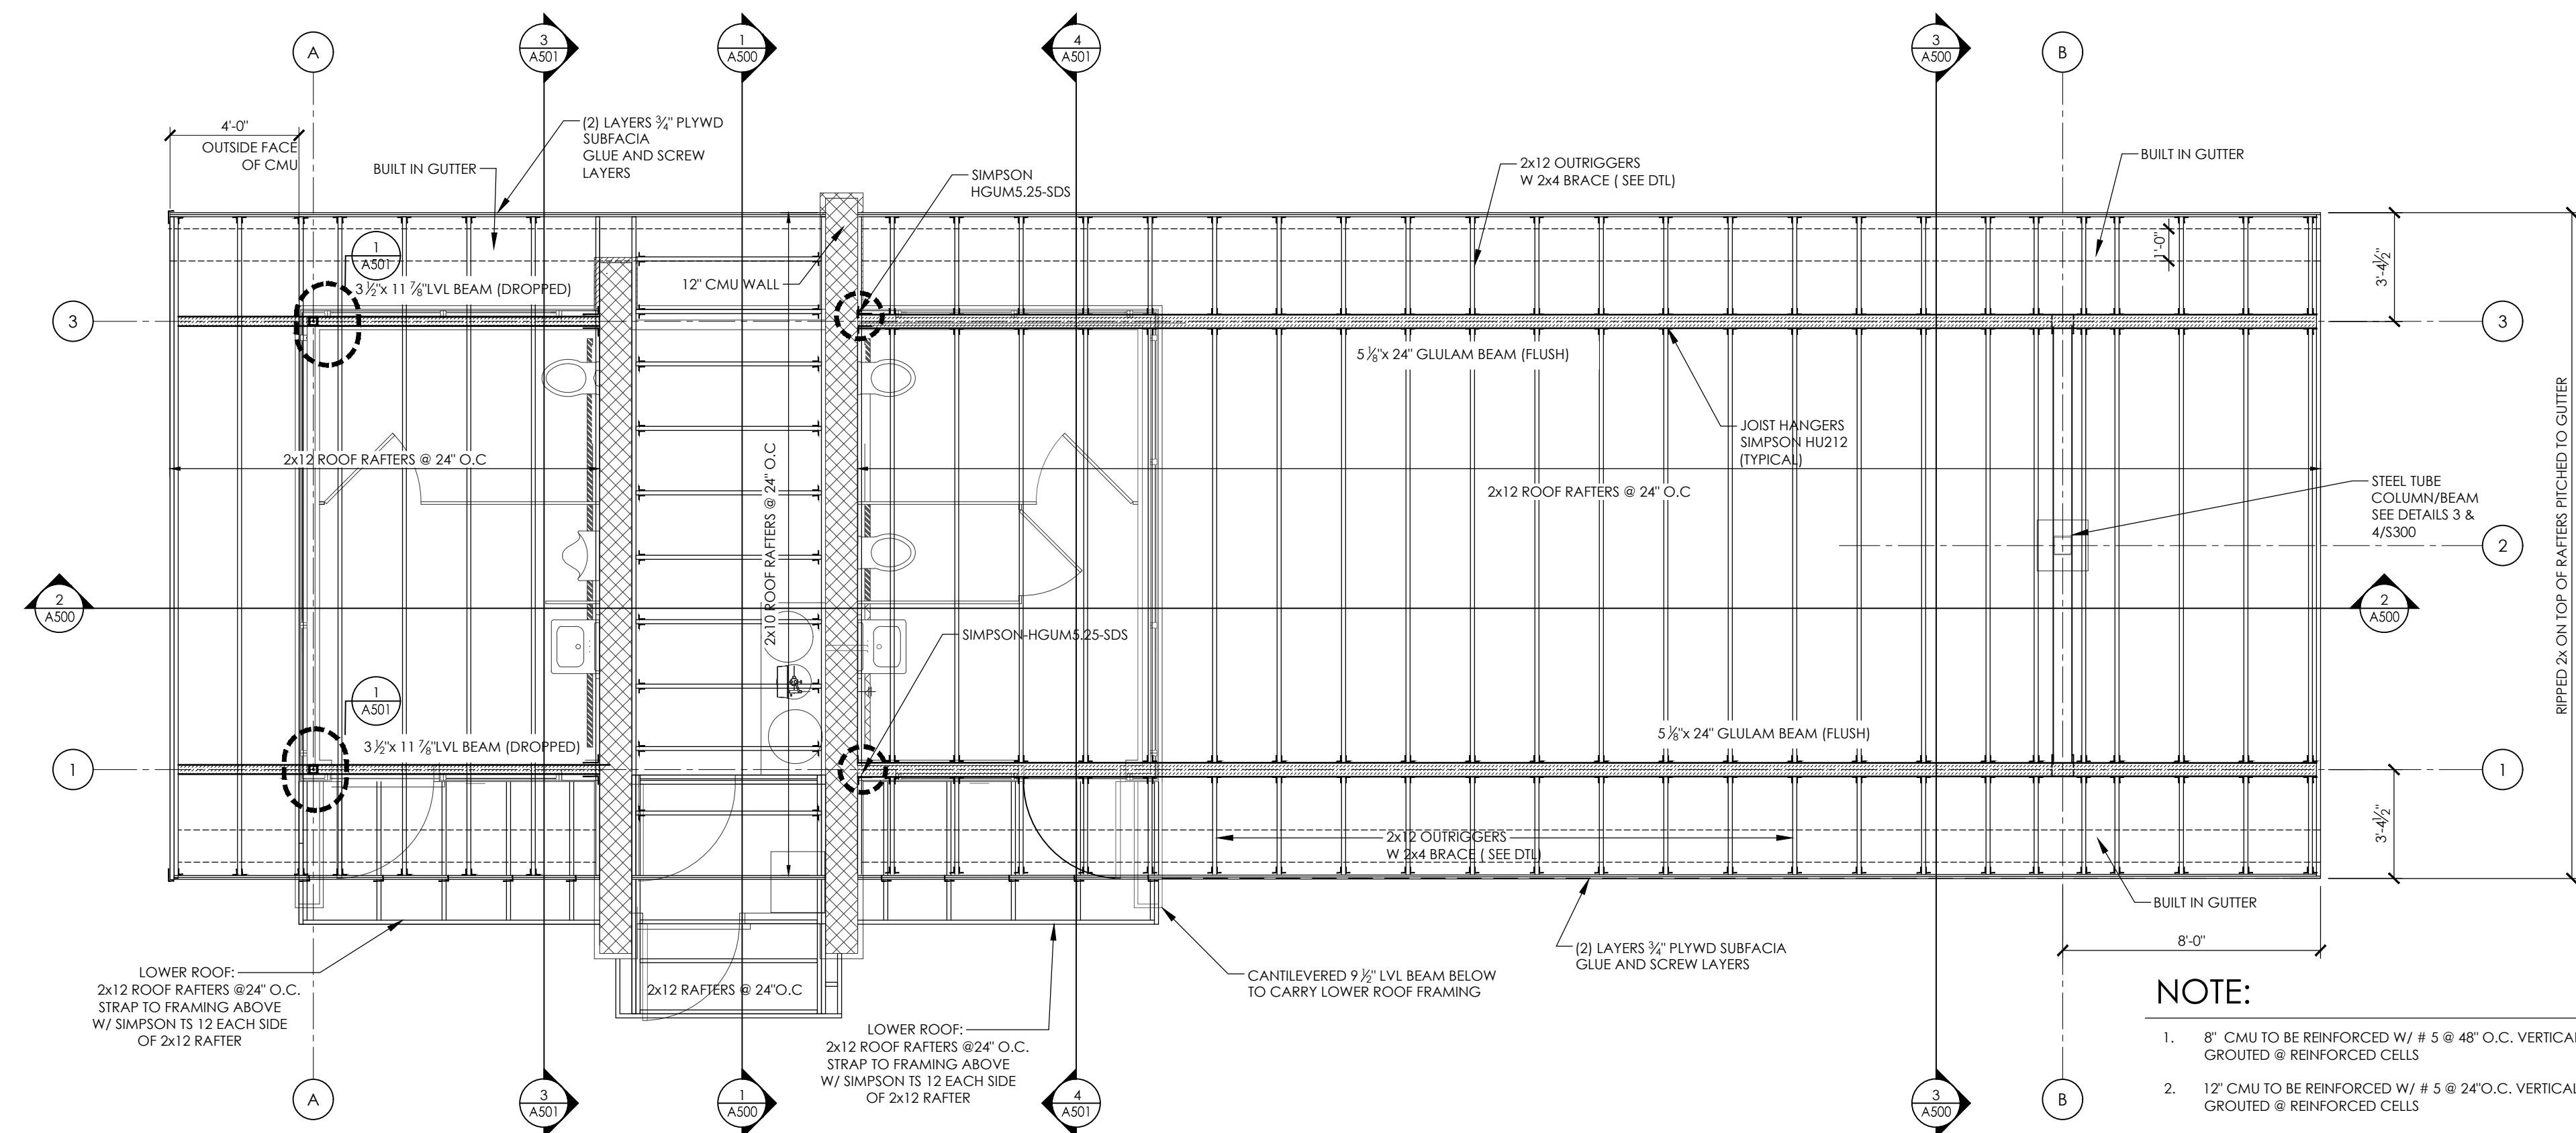 A
3
A501
1
A500
4
A501
3
A500
B
4'-0"
OUTSIDE FACE
OF CMU
BUILT IN GUTTER
(2) LAYERS ¾" PLYWD
SUBFACIA
GLUE AND SCREW
LAYERS
SIMPSON
HGUM5.25-SDS
2x12 OUTRIGGERS
W 2x4 BRACE ( SEE DTL)
BUILT IN GUTTER
1
A501
3 ½"x 11 ⅞"LVL BEAM (DROPPED)
12" CMU WALL
1'-0"
3'-4½"
3
3
5 ⅛"x 24" GLULAM BEAM (FLUSH)
JOIST HANGERS
SIMPSON HU212
(TYPICAL)
2x12 ROOF RAFTERS @ 24" O.C
2x10 ROOF RAFTERS @ 24" O.C
2x12 ROOF RAFTERS @ 24" O.C
STEEL TUBE
COLUMN/BEAM
SEE DETAILS 3 &
4/S300
RIPPED 2x ON TOP OF RAFTERS PITCHED TO GUTTER
2
2
A500
2
A500
SIMPSON-HGUM5.25-SDS
1
A501
3 ½"x 11 ⅞"LVL BEAM (DROPPED)
5 ⅛"x 24" GLULAM BEAM (FLUSH)
1
1
3'-4½"
2x12 OUTRIGGERS
W 2x4 BRACE ( SEE DTL)
BUILT IN GUTTER
8'-0"
(2) LAYERS ¾" PLYWD SUBFACIA
GLUE AND SCREW LAYERS
CANTILEVERED 9 ½" LVL BEAM BELOW
TO CARRY LOWER ROOF FRAMING
LOWER ROOF:
2x12 ROOF RAFTERS @24" O.C.
STRAP TO FRAMING ABOVE
W/ SIMPSON TS 12 EACH SIDE
OF 2x12 RAFTER
2x12 RAFTERS @ 24"O.C
LOWER ROOF:
2x12 ROOF RAFTERS @24" O.C.
STRAP TO FRAMING ABOVE
W/ SIMPSON TS 12 EACH SIDE
OF 2x12 RAFTER
NOTE:
1. 8" CMU TO BE REINFORCED W/ # 5 @ 48" O.C. VERTICAL
GROUTED @ REINFORCED CELLS
2. 12" CMU TO BE REINFORCED W/ # 5 @ 24"O.C. VERTICAL
GROUTED @ REINFORCED CELLS
A
3
A501
1
A500
4
A501
3
A500
B